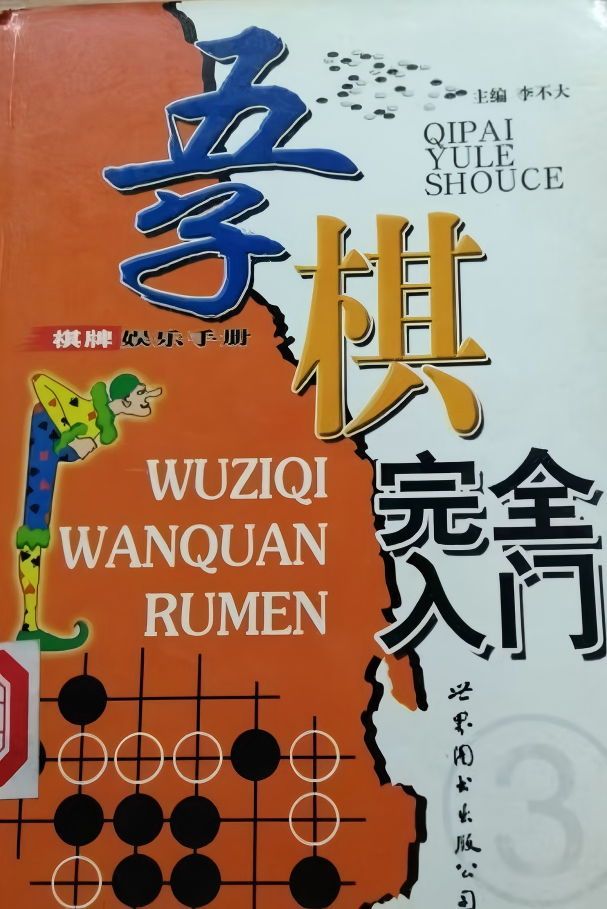 五子
棋
完全
入门
主编 李不大
QIPAI
YULE
SHOUCE
棋牌娱乐手册
WUZIQI
WANQUAN
RUMEN
世界图书出版公司
3